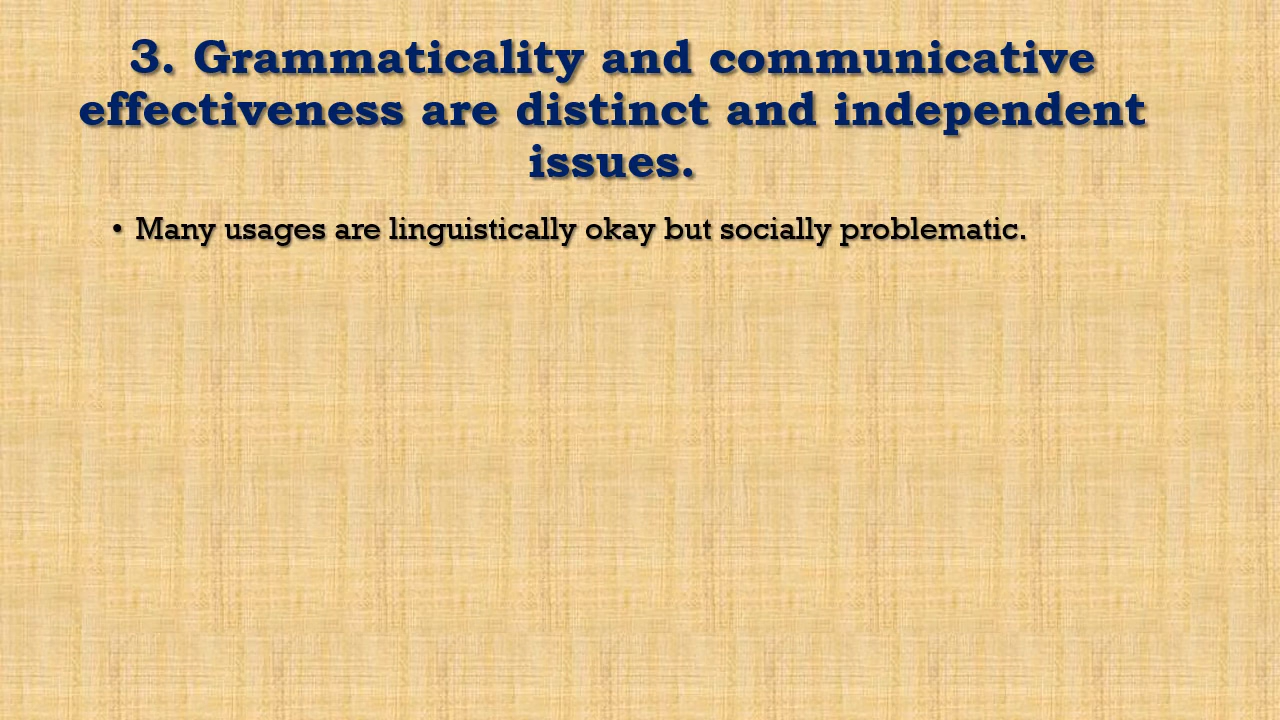 3. Grammaticality and communicative
effectiveness are distinct and independent
issues.
• Many usages are linguistically okay but socially problematic.